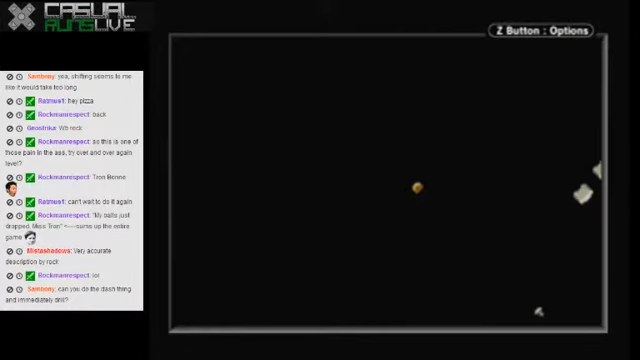 CASUAL
RUNSLIVE
Z Button : Options
Sambony: yea, shifting seems to me
like it would take too long
Ratmue1: hey pizza
Rockmanrespect: back
Wb rock
Rockmanrespect: so this is one of
those pain in the ass, try over and over again
level?
Rockmanrespect: Tron Bonne
Ratmue1: can't wait to do it again
Rockmanrespect: "My balls just
dropped, Miss Tron" <---sums up the entire
game
Mistashadows: Very accurate
description by rock
Rockmanrespect: lol
Sambony: can you do the dash thing
and immediately drill?